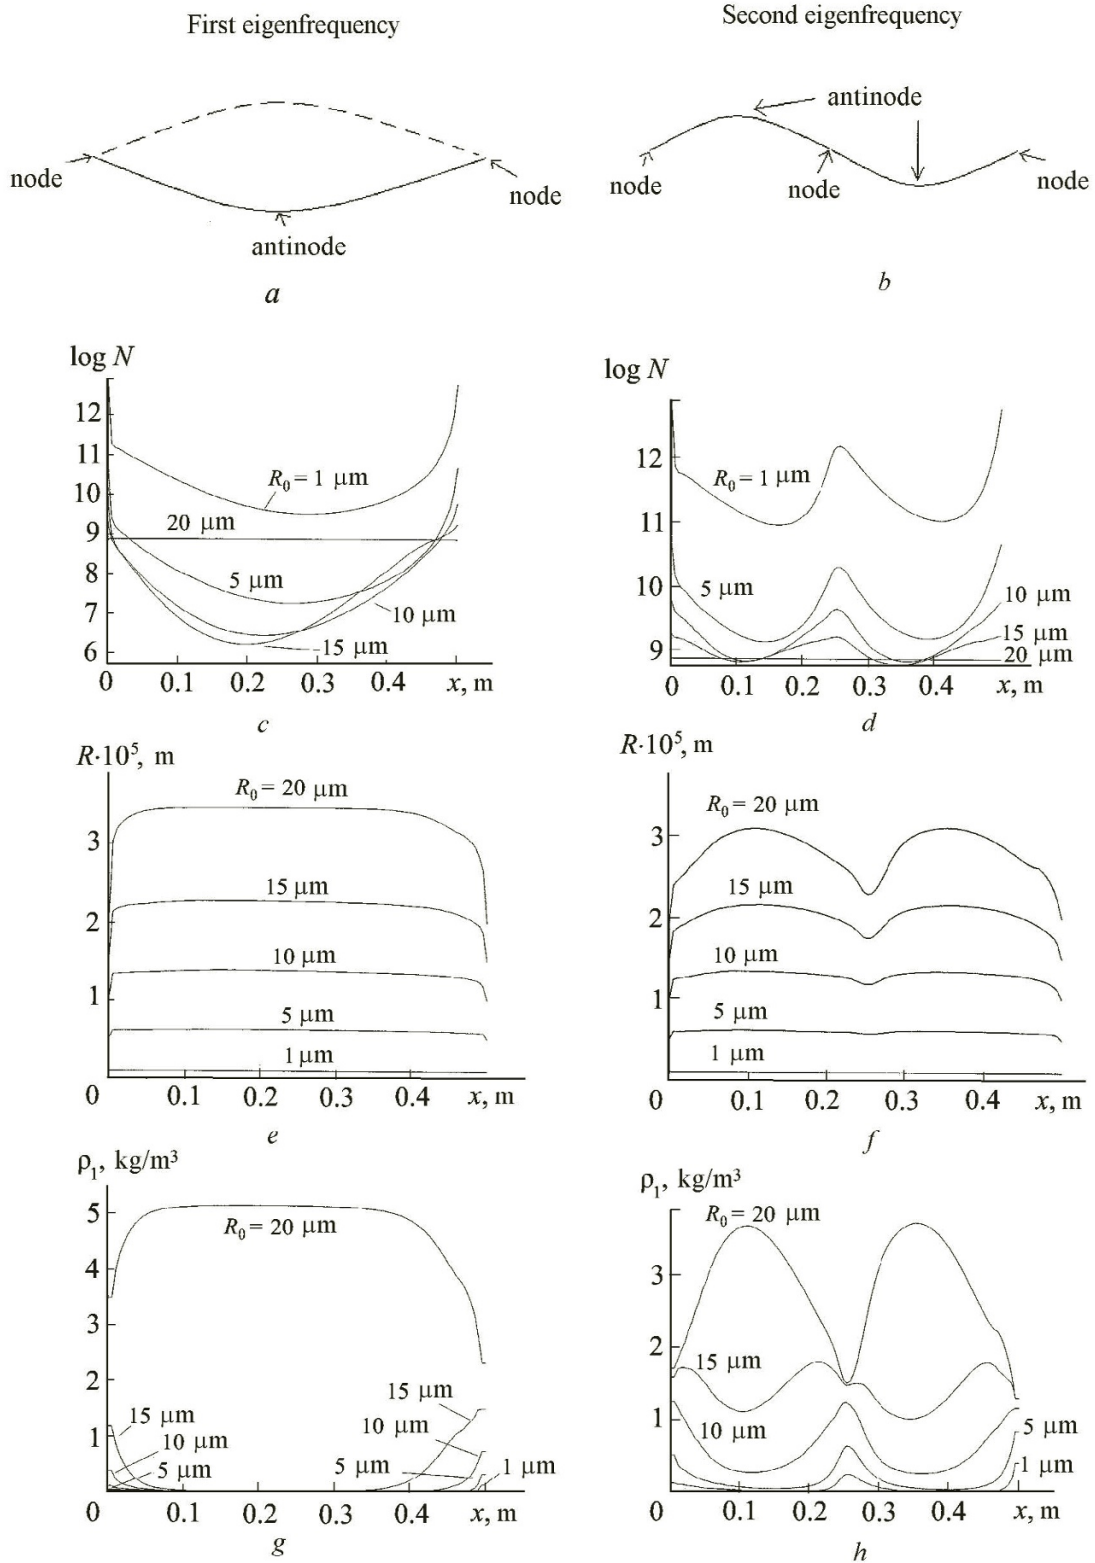 First eigenfrequency
Second eigenfrequency
node
antinode
node
a
antinode
node
node
node
b
log N
12
11
10
9
8
7
6
R₀ = 1 μm
20 μm
5 μm
10 μm
15 μm
0 0.1 0.2 0.3 0.4 x, m
c
log N
12
11
10
9
R₀ = 1 μm
5 μm
10 μm
15 μm
20 μm
0 0.1 0.2 0.3 0.4 x, m
d
R·10⁵, m
3
2
1
R₀ = 20 μm
15 μm
10 μm
5 μm
1 μm
0 0.1 0.2 0.3 0.4 x, m
e
R·10⁵, m
3
2
1
R₀ = 20 μm
15 μm
10 μm
5 μm
1 μm
0 0.1 0.2 0.3 0.4 x, m
f
ρ₁, kg/m³
5
4
3
2
1
R₀ = 20 μm
15 μm
10 μm
5 μm
15 μm
10 μm
5 μm
1 μm
0 0.1 0.2 0.3 0.4 x, m
g
ρ₁, kg/m³
3
2
1
R₀ = 20 μm
15 μm
10 μm
5 μm
1 μm
0 0.1 0.2 0.3 0.4 x, m
h